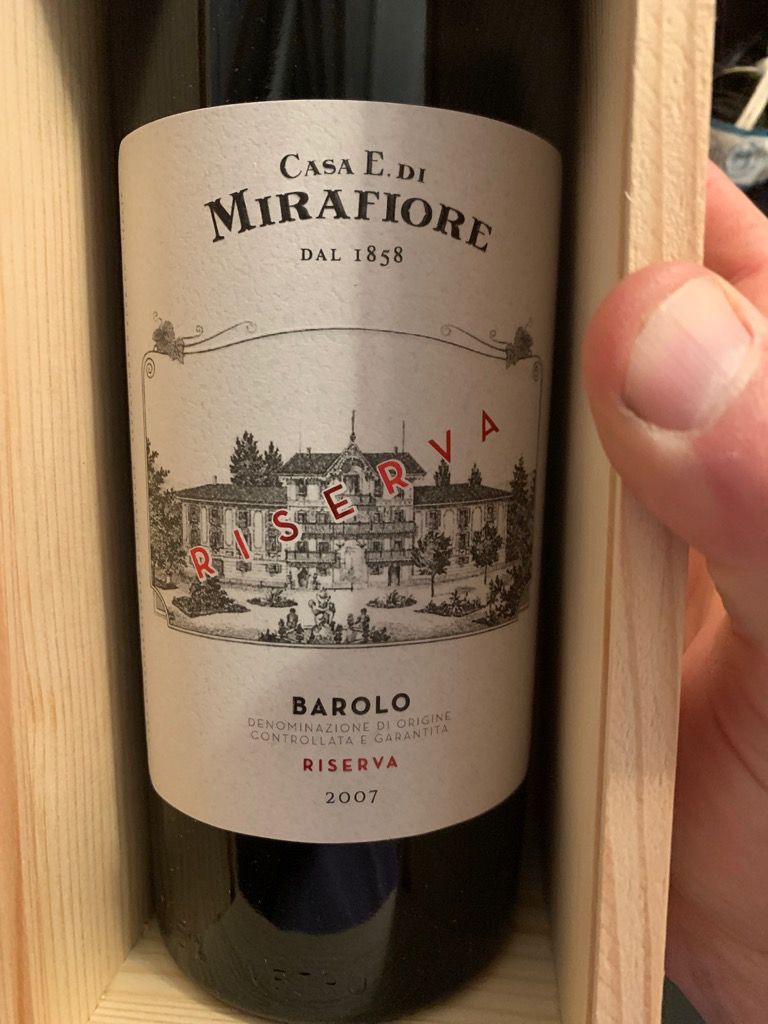 CASA E. DI
MIRAFIORE
DAL 1858
RISERVA
BAROLO
DENOMINAZIONE DI ORIGINE
CONTROLLATA E GARANTITA
RISERVA
2007